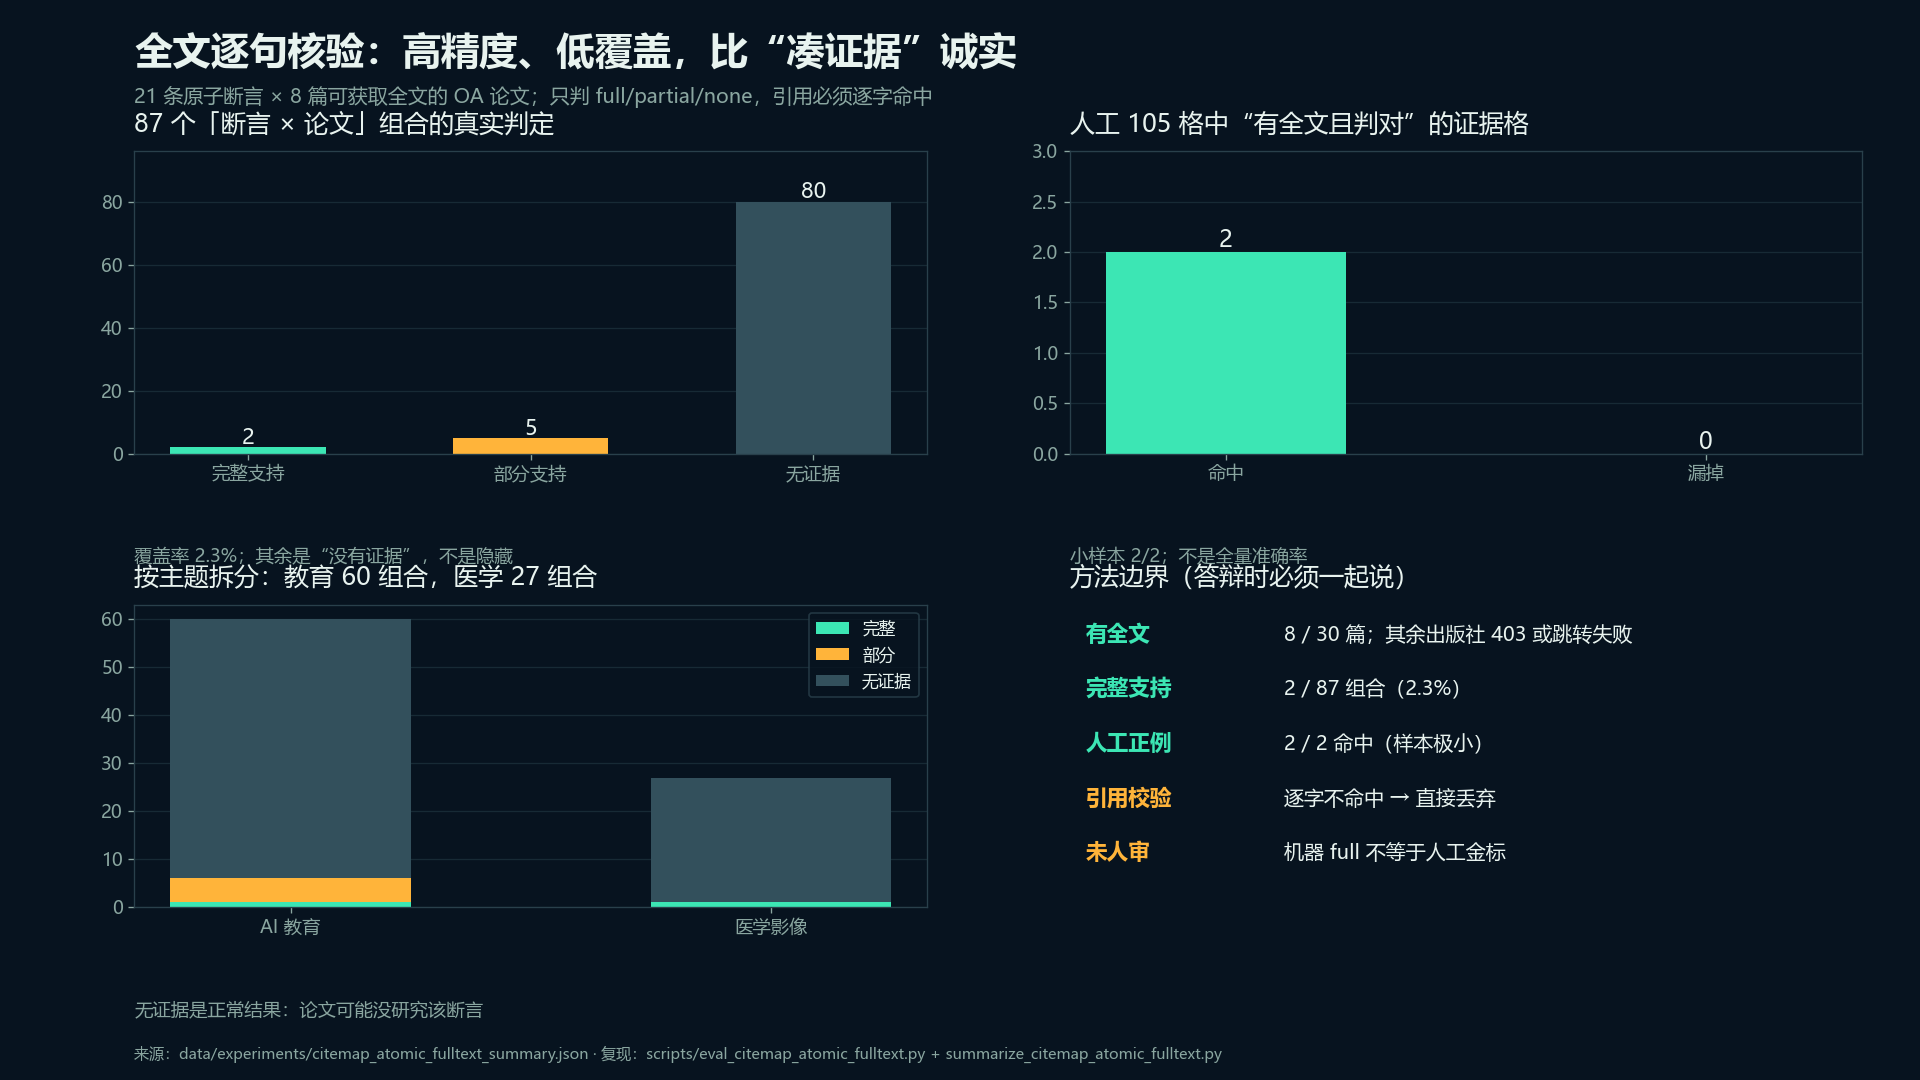 全文逐句核验：高精度、低覆盖，比“凑证据”诚实
21 条原子断言 × 8 篇可获取全文的 OA 论文；只判 full/partial/none，引用必须逐字命中
87 个「断言 × 论文」组合的真实判定
80
60
40
20
0
2
5
80
完整支持
部分支持
无证据
覆盖率 2.3%；其余是“没有证据”，不是隐藏
人工 105 格中“有全文且判对”的证据格
3.0
2.5
2.0
1.5
1.0
0.5
0.0
2
0
命中
漏掉
小样本 2/2；不是全量准确率
按主题拆分：教育 60 组合，医学 27 组合
60
50
40
30
20
10
0
完整
部分
无证据
AI 教育
医学影像
无证据是正常结果：论文可能没研究该断言
方法边界（答辩时必须一起说）
有全文 8 / 30 篇；其余出版社 403 或跳转失败
完整支持 2 / 87 组合（2.3%）
人工正例 2 / 2 命中（样本极小）
引用校验 逐字不命中 → 直接丢弃
未人审 机器 full 不等于人工金标
来源：data/experiments/citemap_atomic_fulltext_summary.json · 复现：scripts/eval_citemap_atomic_fulltext.py + summarize_citemap_atomic_fulltext.py